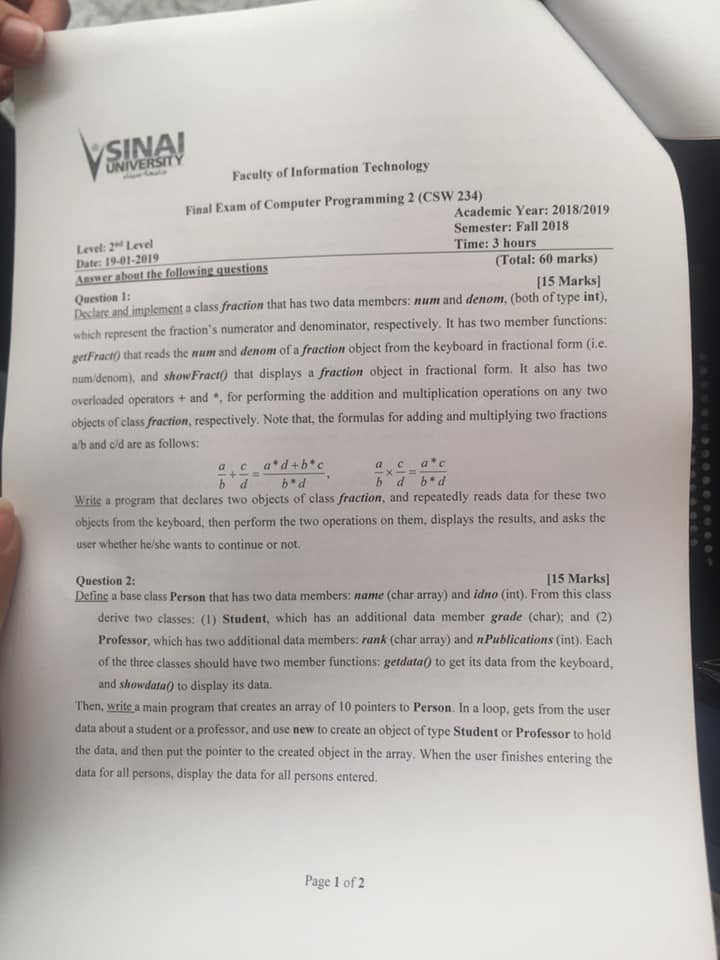 SINAI
UNIVERSITY
جامعة سيناء
Faculty of Information Technology
Final Exam of Computer Programming 2 (CSW 234)
Academic Year: 2018/2019
Semester: Fall 2018
Level: 2nd Level
Time: 3 hours
Date: 19-01-2019
(Total: 60 marks)
Answer about the following questions
[15 Marks]
Question 1:
Declare and implement a class fraction that has two data members: num and denom, (both of type int),
which represent the fraction's numerator and denominator, respectively. It has two member functions:
getFract() that reads the num and denom of a fraction object from the keyboard in fractional form (i.e.
num/denom), and showFract() that displays a fraction object in fractional form. It also has two
overloaded operators + and *, for performing the addition and multiplication operations on any two
objects of class fraction, respectively. Note that, the formulas for adding and multiplying two fractions
a/b and c/d are as follows:
a/b + c/d = a*d+b*c / b*d , a/b × c/d = a*c / b*d
Write a program that declares two objects of class fraction, and repeatedly reads data for these two
objects from the keyboard, then perform the two operations on them, displays the results, and asks the
user whether he/she wants to continue or not.
Question 2: [15 Marks]
Define a base class Person that has two data members: name (char array) and idno (int). From this class
derive two classes: (1) Student, which has an additional data member grade (char); and (2)
Professor, which has two additional data members: rank (char array) and nPublications (int). Each
of the three classes should have two member functions: getdata() to get its data from the keyboard,
and showdata() to display its data.
Then, write a main program that creates an array of 10 pointers to Person. In a loop, gets from the user
data about a student or a professor, and use new to create an object of type Student or Professor to hold
the data, and then put the pointer to the created object in the array. When the user finishes entering the
data for all persons, display the data for all persons entered.
Page 1 of 2